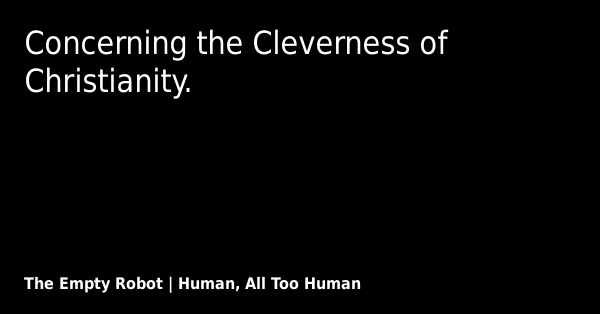 Concerning the Cleverness of
Christianity.
The Empty Robot | Human, All Too Human